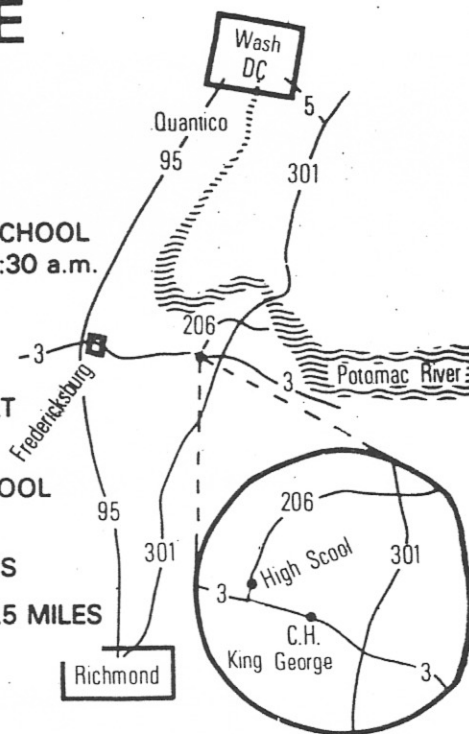 E
Wash
DC
5
Quantico
95
301
CHOOL
:30 a.m.
206
3
3
Potomac River
Fredericksburg
T
OOL
95
301
S
.5 MILES
Richmond
206
High Scool
301
3
C.H.
King George
3